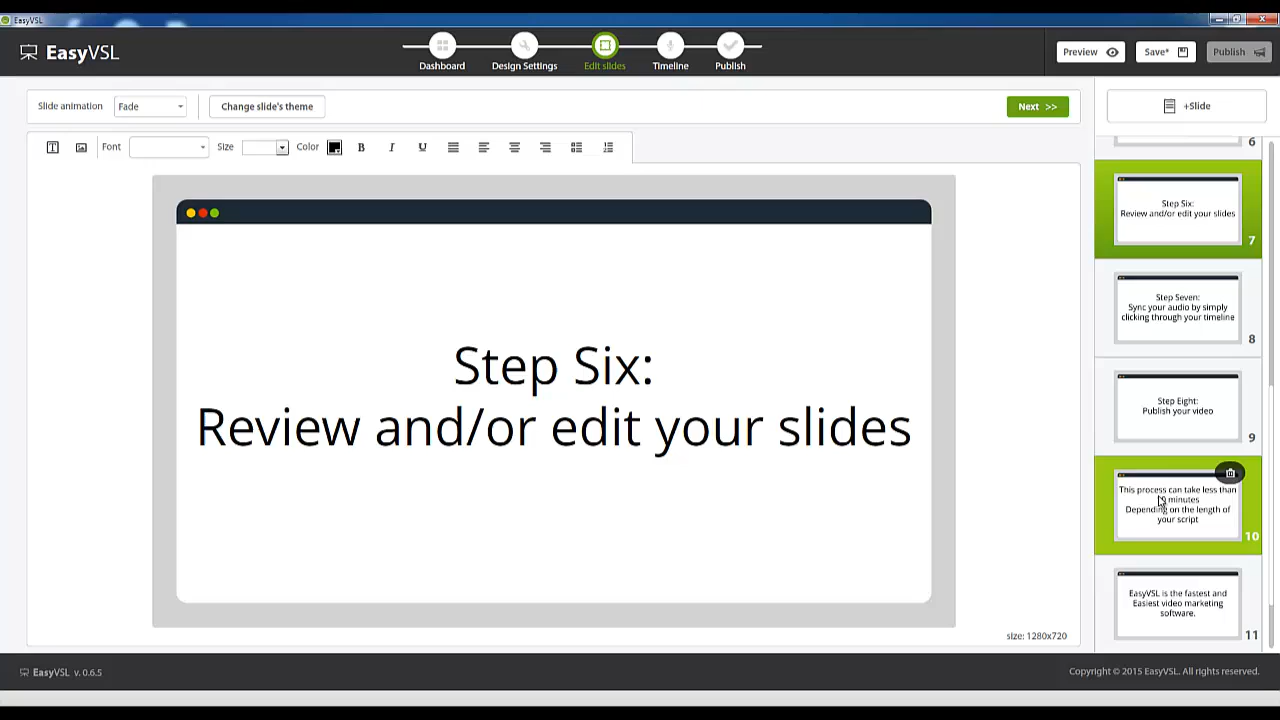 EasyVSL
EasyVSL
Dashboard
Design Settings
Edit slides
Timeline
Publish
Preview
Save*
Publish
Slide animation
Fade
Change slide's theme
Next >>
+Slide
Font
Size
Color
B
I
U
6
Step Six:
Review and/or edit your slides
7
Step Seven:
Sync your audio by simply
clicking through your timeline
8
Step Eight:
Publish your video
9
This process can take less than
minutes
Depending on the length of
your script
10
EasyVSL is the fastest and
Easiest video marketing
software.
11
Step Six:
Review and/or edit your slides
size: 1280x720
EasyVSL v. 0.6.5
Copyright © 2015 EasyVSL. All rights reserved.